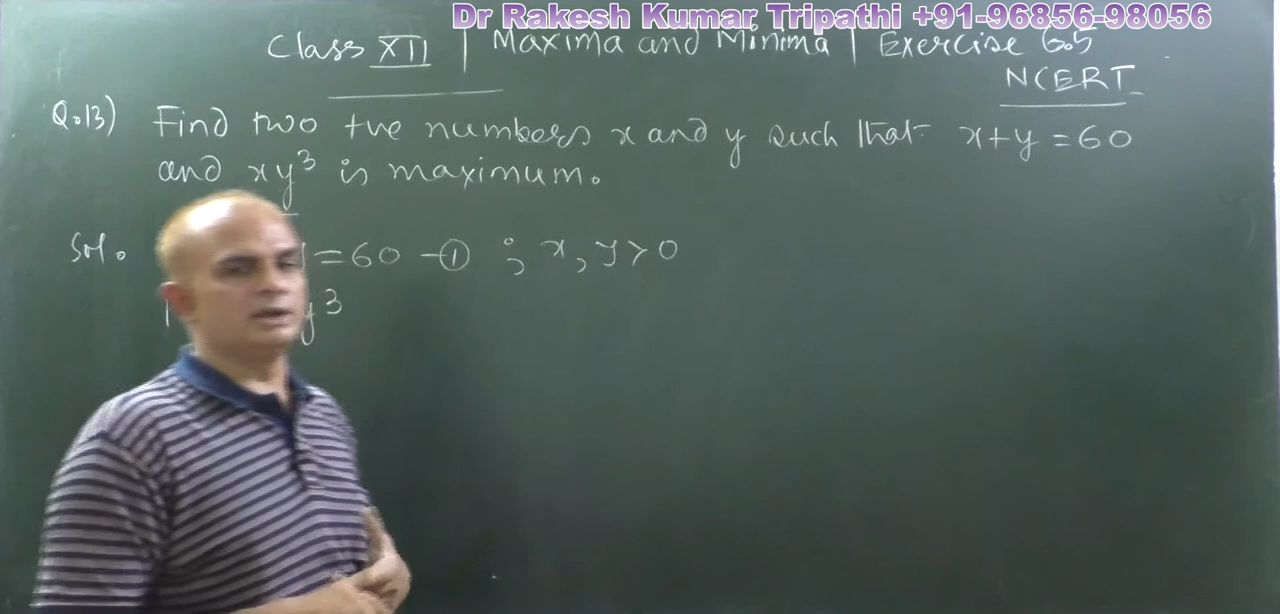 Dr Rakesh Kumar Tripathi +91-96856-98056
Class XII | Maxima and Minima | Exercise 6.5
NCERT
Q.13) Find two +ve numbers x and y such that x+y=60
and xy³ is maximum.
Sol. =60 -① ; x, y>0
y³